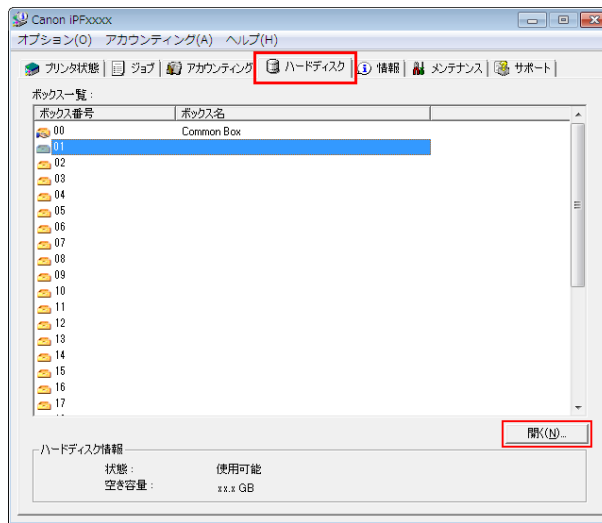 Canon iPFxxxx
オプション(O) アカウンティング(A) ヘルプ(H)
プリンタ状態 ジョブ アカウンティング ハードディスク 情報 メンテナンス サポート
ボックス一覧 :
ボックス番号 ボックス名
00 Common Box
01
02
03
04
05
06
07
08
09
10
11
12
13
14
15
16
17
開く(N)...
ハードディスク情報
状態 : 使用可能
空き容量 : xx.x GB